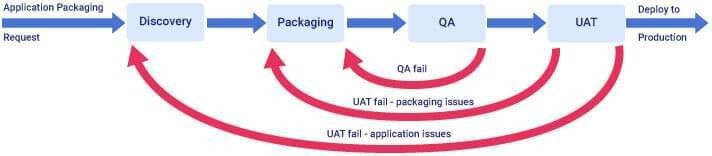 Application Packaging
Request
Discovery
Packaging
QA
UAT
Deploy to
Production
QA fail
UAT fail - packaging issues
UAT fail - application issues